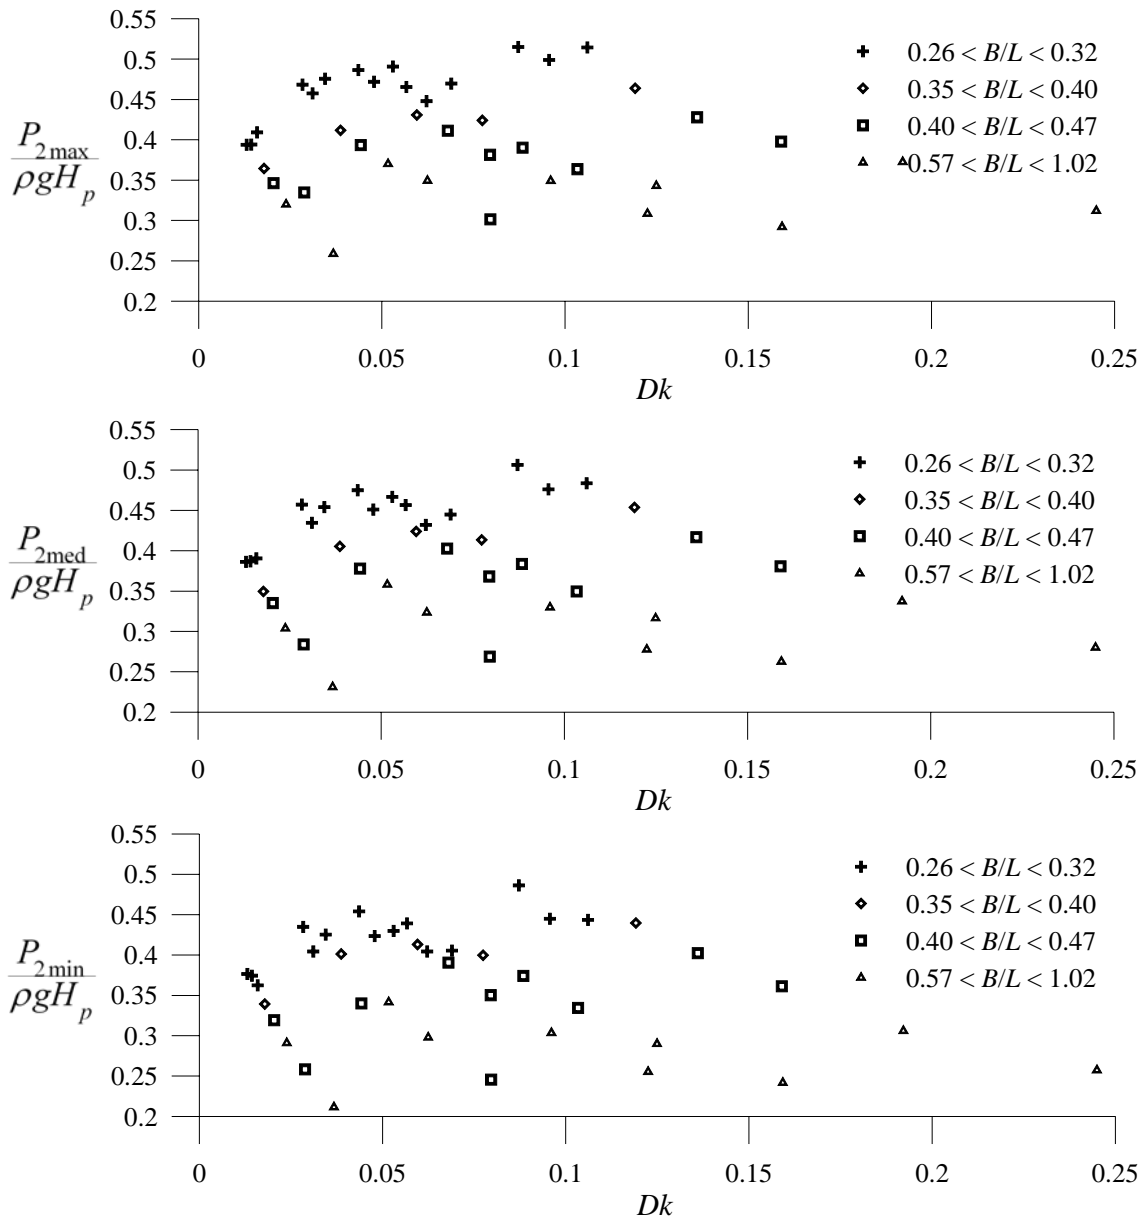 0.55
0.5
0.45
0.4
0.35
0.3
0.25
0.2
P2max
ρgHp
0 0.05 0.1 0.15 0.2 0.25
Dk
0.26 < B/L < 0.32
0.35 < B/L < 0.40
0.40 < B/L < 0.47
0.57 < B/L < 1.02
0.55
0.5
0.45
0.4
0.35
0.3
0.25
0.2
P2med
ρgHp
0 0.05 0.1 0.15 0.2 0.25
Dk
0.26 < B/L < 0.32
0.35 < B/L < 0.40
0.40 < B/L < 0.47
0.57 < B/L < 1.02
0.55
0.5
0.45
0.4
0.35
0.3
0.25
0.2
P2min
ρgHp
0 0.05 0.1 0.15 0.2 0.25
Dk
0.26 < B/L < 0.32
0.35 < B/L < 0.40
0.40 < B/L < 0.47
0.57 < B/L < 1.02